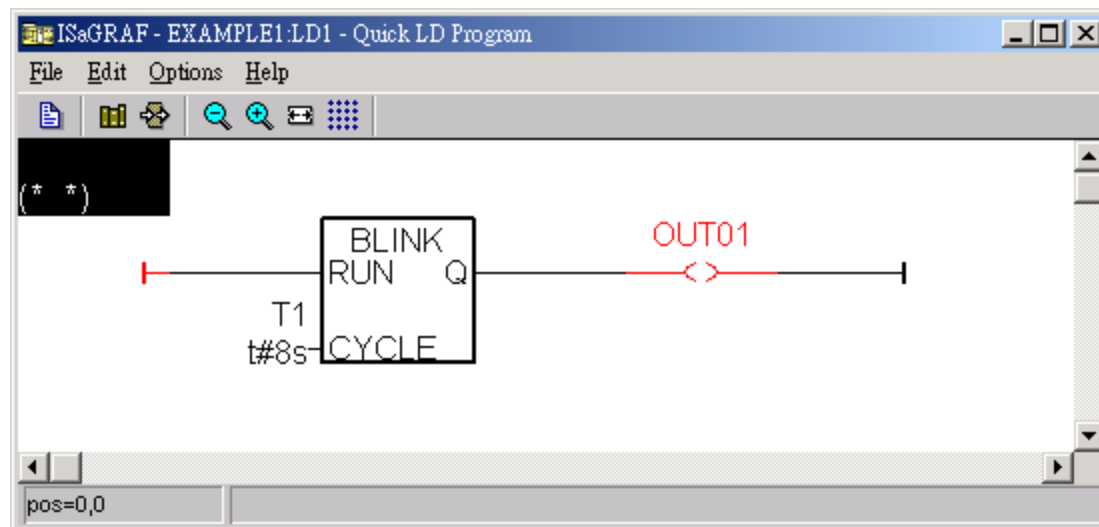 ISaGRAF - EXAMPLE1:LD1 - Quick LD Program
File Edit Options Help
(* *)
BLINK
OUT01
RUN Q
T1
t#8s
CYCLE
pos=0,0